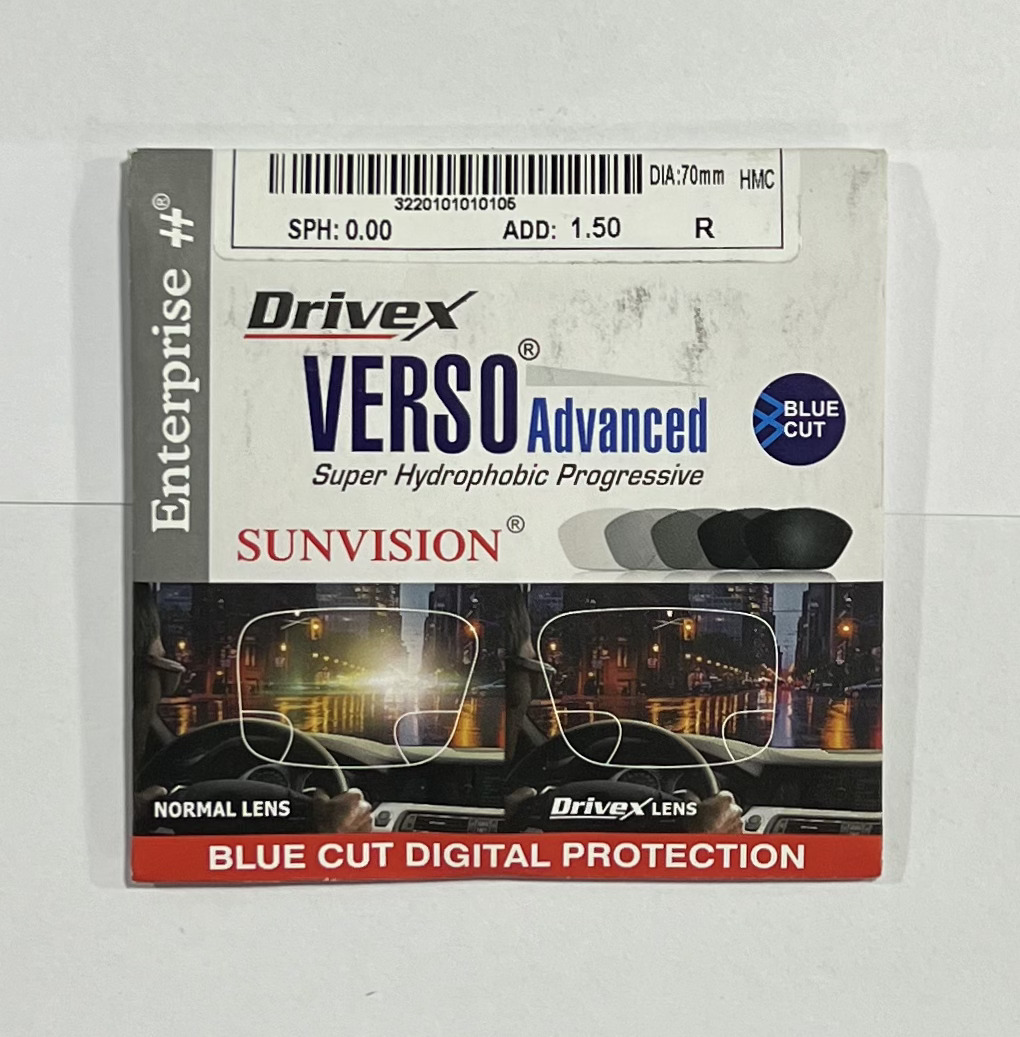 DIA:70mm HMC
3220101010105
SPH: 0.00 ADD: 1.50 R
Enterprise #®
Drivex
VERSO® Advanced
Super Hydrophobic Progressive
BLUE
CUT
SUNVISION®
NORMAL LENS
Drivex LENS
BLUE CUT DIGITAL PROTECTION